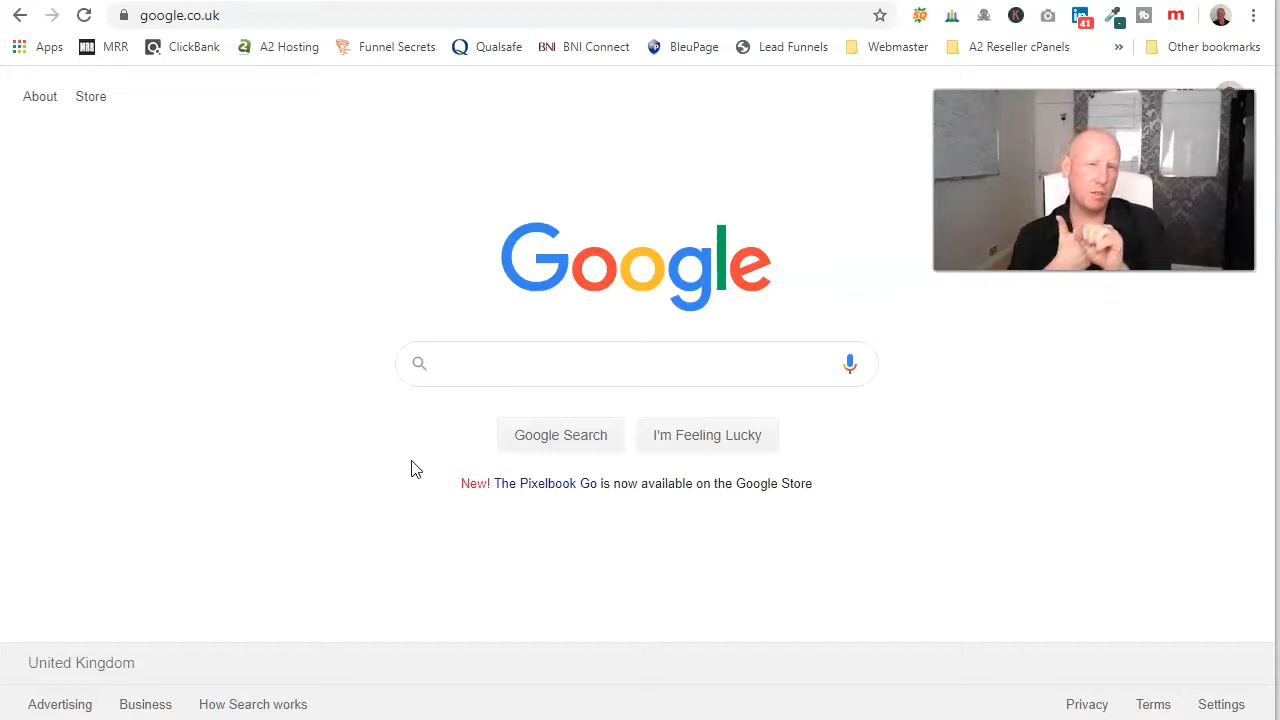 google.co.uk
41
Apps MRR ClickBank A2 Hosting Funnel Secrets Qualsafe BNI BNI Connect BleuPage Lead Funnels Webmaster A2 Reseller cPanels » Other bookmarks
About Store
Google
Google Search I'm Feeling Lucky
New! The Pixelbook Go is now available on the Google Store
United Kingdom
Advertising Business How Search works Privacy Terms Settings